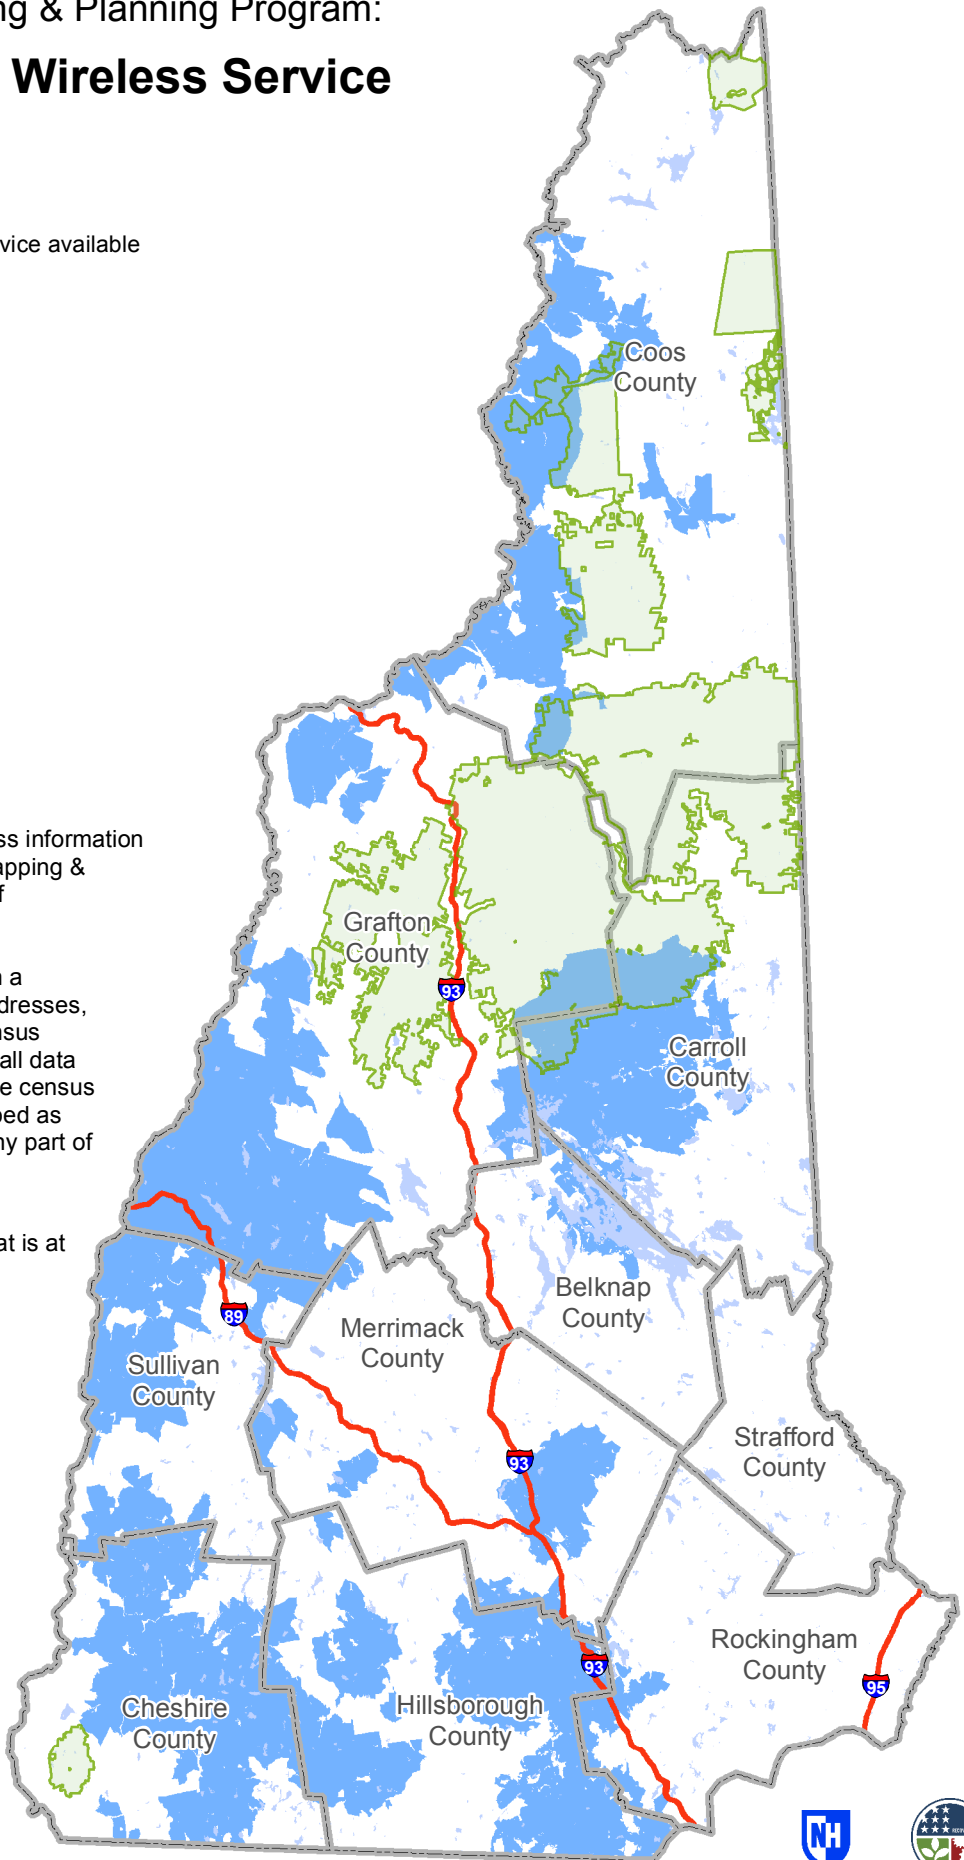 ng & Planning Program:
Wireless Service
vice available
Coos
County
ss information
apping &
f
Grafton
County
n a
dresses,
nsus
all data
e census
ped as
ny part of
93
Carroll
County
at is at
Belknap
County
89
Merrimack
County
Sullivan
County
Strafford
County
93
Rockingham
County
93
95
Cheshire
County
Hillsborough
County
NH